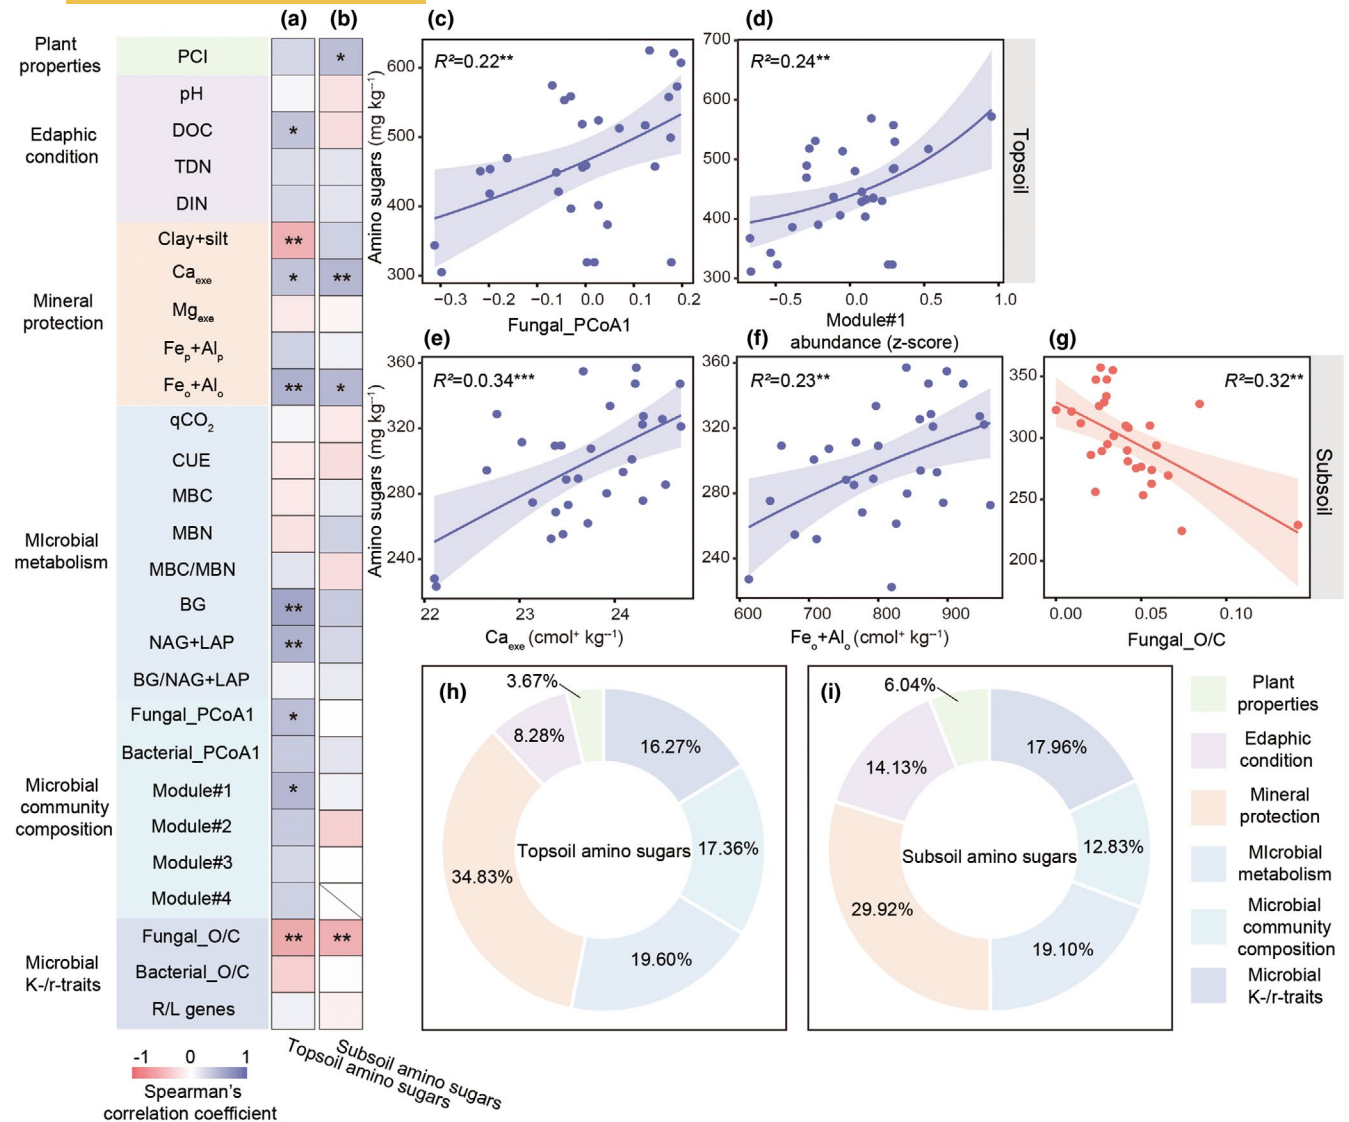 (a)
(b)
Plant
properties
PCI
*
pH
Edaphic
condition
DOC
*
TDN
DIN
Mineral
protection
Clay+silt
**
Caexe
*
**
Mgexe
Fep+Alp
Feo+Alo
**
*
MIcrobial
metabolism
qCO2
CUE
MBC
MBN
MBC/MBN
BG
**
NAG+LAP
**
BG/NAG+LAP
Microbial
community
composition
Fungal_PCoA1
*
Bacterial_PCoA1
Module#1
*
Module#2
Module#3
Module#4
Microbial
K-/r-traits
Fungal_O/C
**
**
Bacterial_O/C
R/L genes
Topsoil amino sugars
Subsoil amino sugars
-1
0
1
Spearman's
correlation coefficient
(c)
R²=0.22**
Amino sugars (mg kg⁻¹)
600
500
400
300
−0.3
−0.2
−0.1
0.0
0.1
0.2
Fungal_PCoA1
(d)
R²=0.24**
700
600
500
400
300
−0.5
0.0
0.5
1.0
Module#1
abundance (z-score)
Topsoil
(e)
R²=0.0.34***
Amino sugars (mg kg⁻¹)
360
320
280
240
22
23
24
Caexe (cmol⁺ kg⁻¹)
(f)
R²=0.23**
360
320
280
240
600
700
800
900
Feo+Alo (cmol⁺ kg⁻¹)
(g)
R²=0.32**
350
300
250
200
0.00
0.05
0.10
Fungal_O/C
Subsoil
(h)
3.67%
16.27%
8.28%
17.36%
34.83%
19.60%
Topsoil amino sugars
(i)
6.04%
17.96%
14.13%
12.83%
29.92%
19.10%
Subsoil amino sugars
Plant
properties
Edaphic
condition
Mineral
protection
MIcrobial
metabolism
Microbial
community
composition
Microbial
K-/r-traits